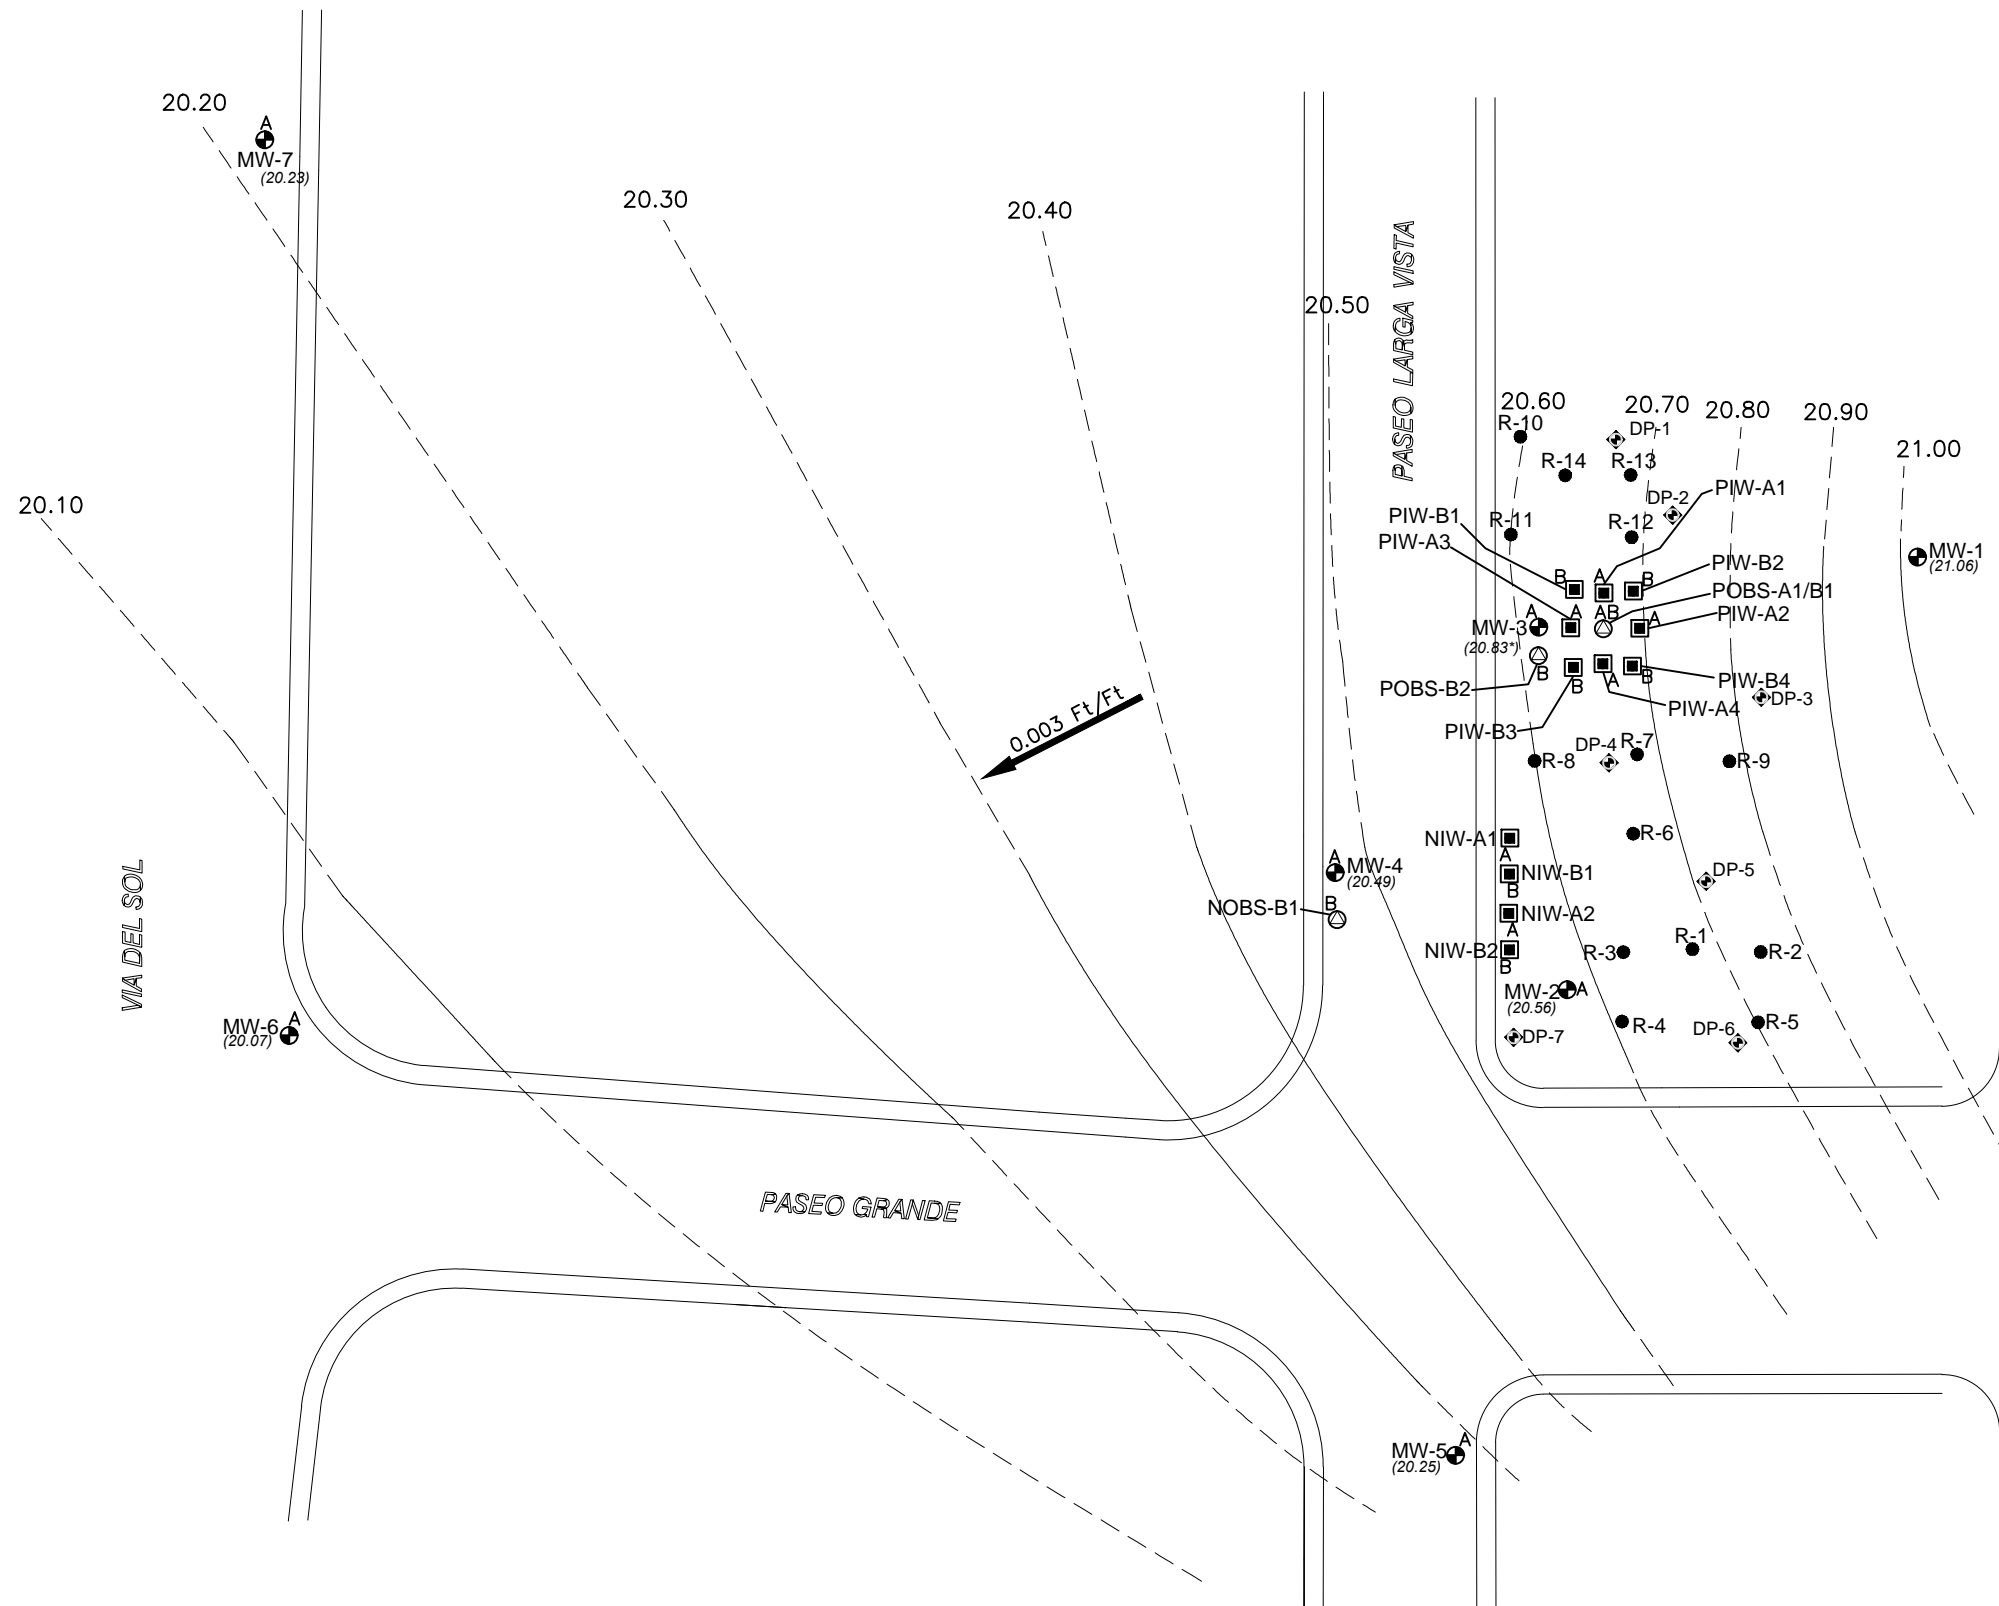 20.20
A
MW-7
(20.23)
20.30
20.40
20.50
PASEO LARGA VISTA
20.60
20.70
20.80
20.90
21.00
R-10
DP-1
R-14
R-13
PIW-A1
DP-2
PIW-B1
R-11
R-12
PIW-A3
MW-1
(21.06)
20.10
B
A
B
PIW-B2
POBS-A1/B1
A
A
AB
A
PIW-A2
MW-3
(20.83*)
POBS-B2
B
B
A
B
PIW-B4
DP-3
PIW-A4
PIW-B3
0.003 Ft/Ft
R-8
DP-4
R-7
R-9
NIW-A1
A
R-6
A
MW-4
(20.49)
NIW-B1
B
DP-5
NOBS-B1
B
NIW-A2
A
NIW-B2
B
R-3
R-1
R-2
MW-2
A
(20.56)
VIA DEL SOL
MW-6
A
(20.07)
DP-7
R-4
DP-6
R-5
PASEO GRANDE
MW-5
A
(20.25)